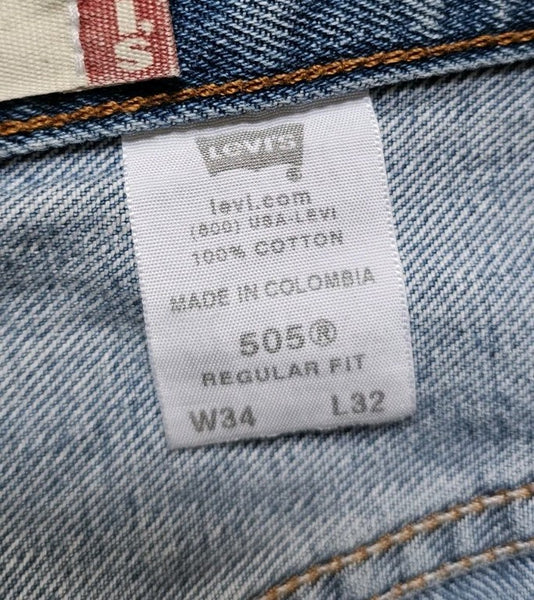 LEVI'S
®
levi.com
(800) USA-LEVI
100% COTTON
MADE IN COLOMBIA
505®
REGULAR FIT
W34 L32